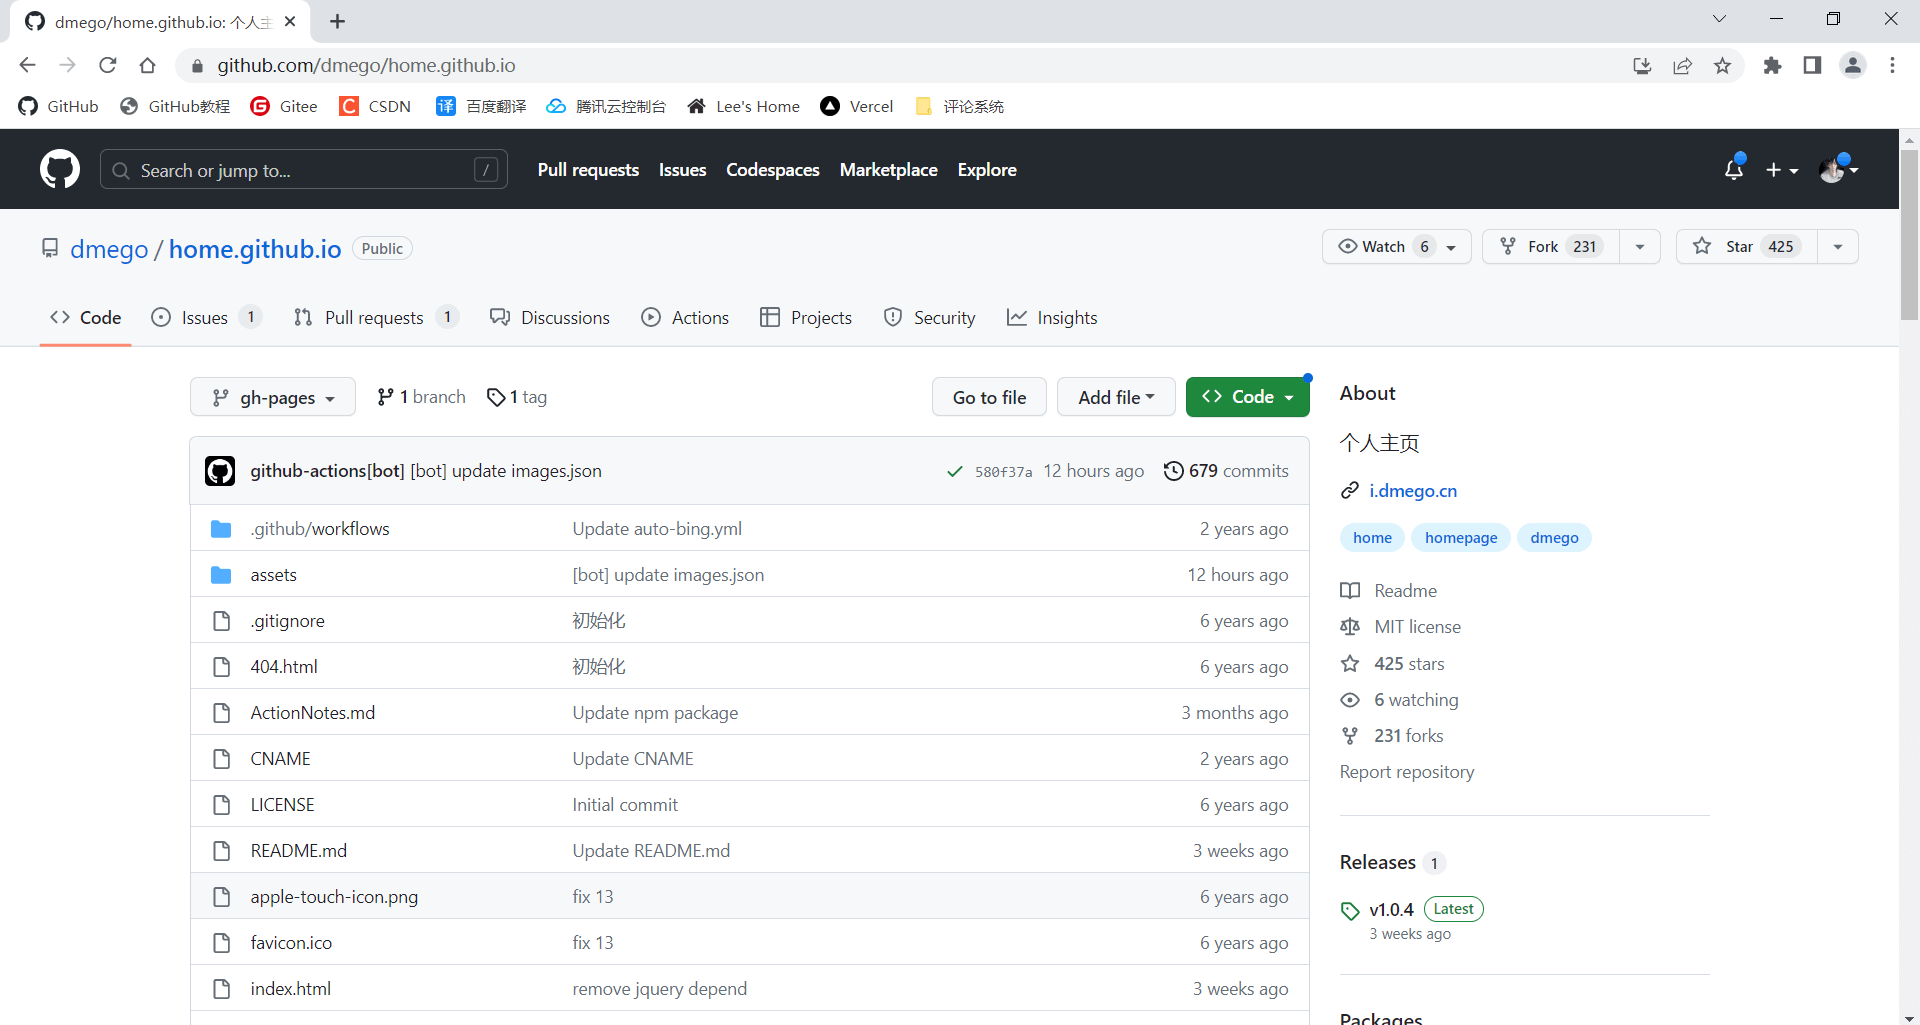 dmego/home.github.io: 个人主
github.com/dmego/home.github.io
GitHub GitHub教程 Gitee CSDN 百度翻译 腾讯云控制台 Lee's Home Vercel 评论系统
Search or jump to... / Pull requests Issues Codespaces Marketplace Explore
dmego / home.github.io Public Watch 6 Fork 231 Star 425
Code Issues 1 Pull requests 1 Discussions Actions Projects Security Insights
gh-pages 1 branch 1 tag Go to file Add file Code
github-actions[bot] [bot] update images.json 580f37a 12 hours ago 679 commits
.github/workflows Update auto-bing.yml 2 years ago
assets [bot] update images.json 12 hours ago
.gitignore 初始化 6 years ago
404.html 初始化 6 years ago
ActionNotes.md Update npm package 3 months ago
CNAME Update CNAME 2 years ago
LICENSE Initial commit 6 years ago
README.md Update README.md 3 weeks ago
apple-touch-icon.png fix 13 6 years ago
favicon.ico fix 13 6 years ago
index.html remove jquery depend 3 weeks ago
About
个人主页
i.dmego.cn
home homepage dmego
Readme
MIT license
425 stars
6 watching
231 forks
Report repository
Releases 1
v1.0.4 Latest
3 weeks ago
Packages